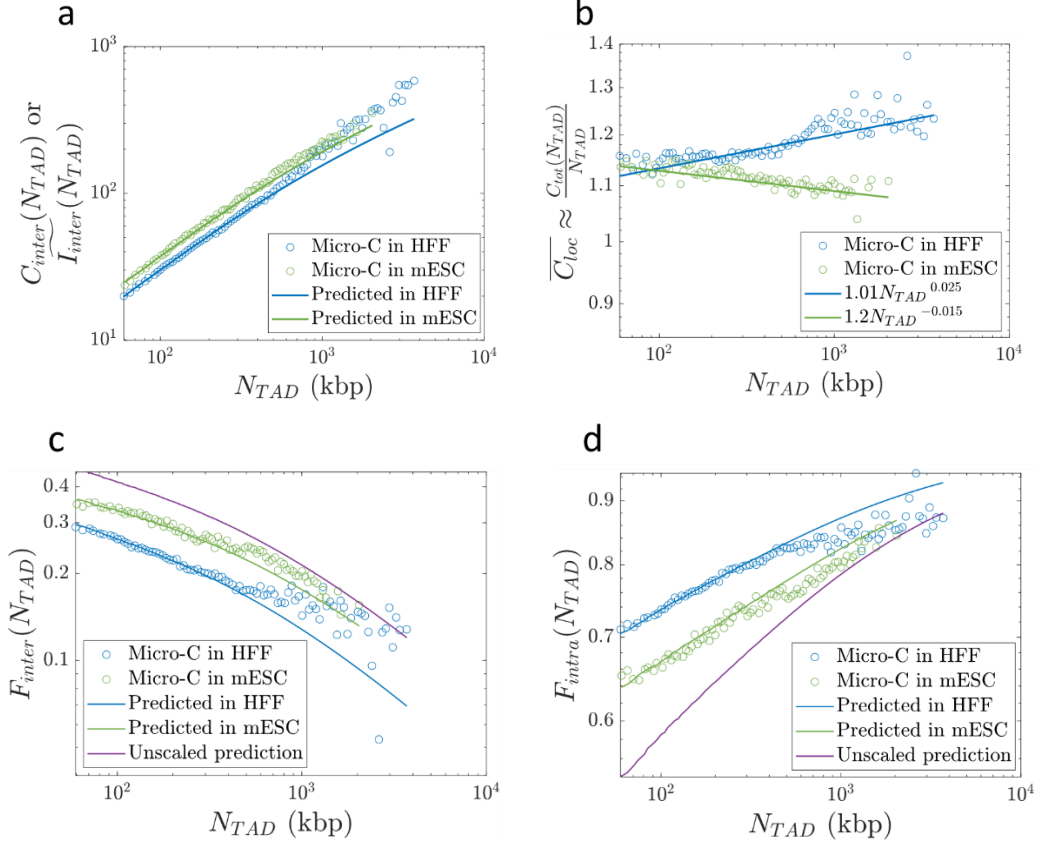 a
C_inter(N_TAD) or
I_inter(N_TAD)
10^3
10^2
10^1
Micro-C in HFF
Micro-C in mESC
Predicted in HFF
Predicted in mESC
10^2
10^3
10^4
N_TAD (kbp)
b
\overline{C_loc} ≈ C_tot(N_TAD)
N_TAD
1.4
1.3
1.2
1.1
1
0.9
Micro-C in HFF
Micro-C in mESC
1.01N_TAD^0.025
1.2N_TAD^-0.015
10^2
10^3
10^4
N_TAD (kbp)
c
F_inter(N_TAD)
0.4
0.3
0.2
0.1
Micro-C in HFF
Micro-C in mESC
Predicted in HFF
Predicted in mESC
Unscaled prediction
10^2
10^3
10^4
N_TAD (kbp)
d
F_intra(N_TAD)
0.9
0.8
0.7
0.6
Micro-C in HFF
Micro-C in mESC
Predicted in HFF
Predicted in mESC
Unscaled prediction
10^2
10^3
10^4
N_TAD (kbp)